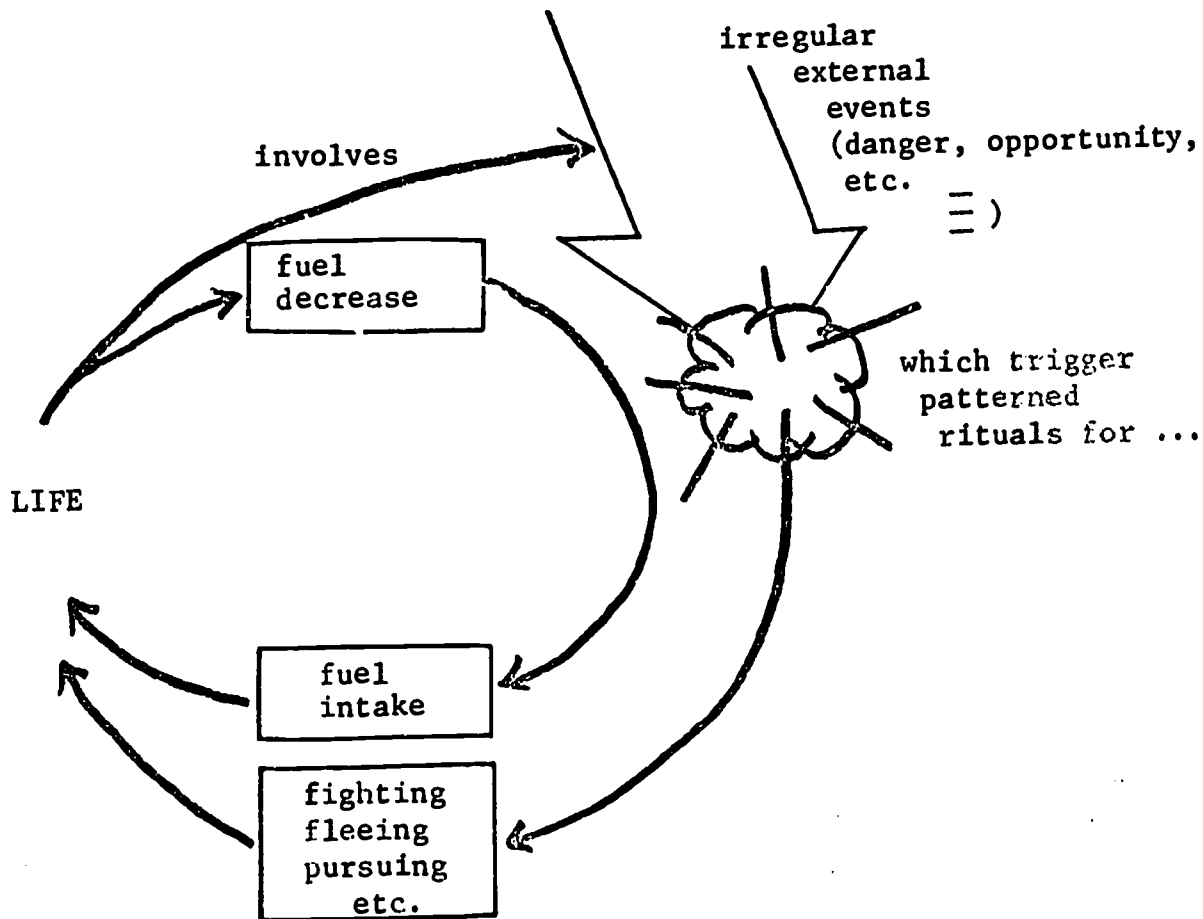 irregular
external
events
(danger, opportunity,
etc.
)
involves
fuel
decrease
which trigger
patterned
rituals for ...
LIFE
fuel
intake
fighting
fleeing
pursuing
etc.